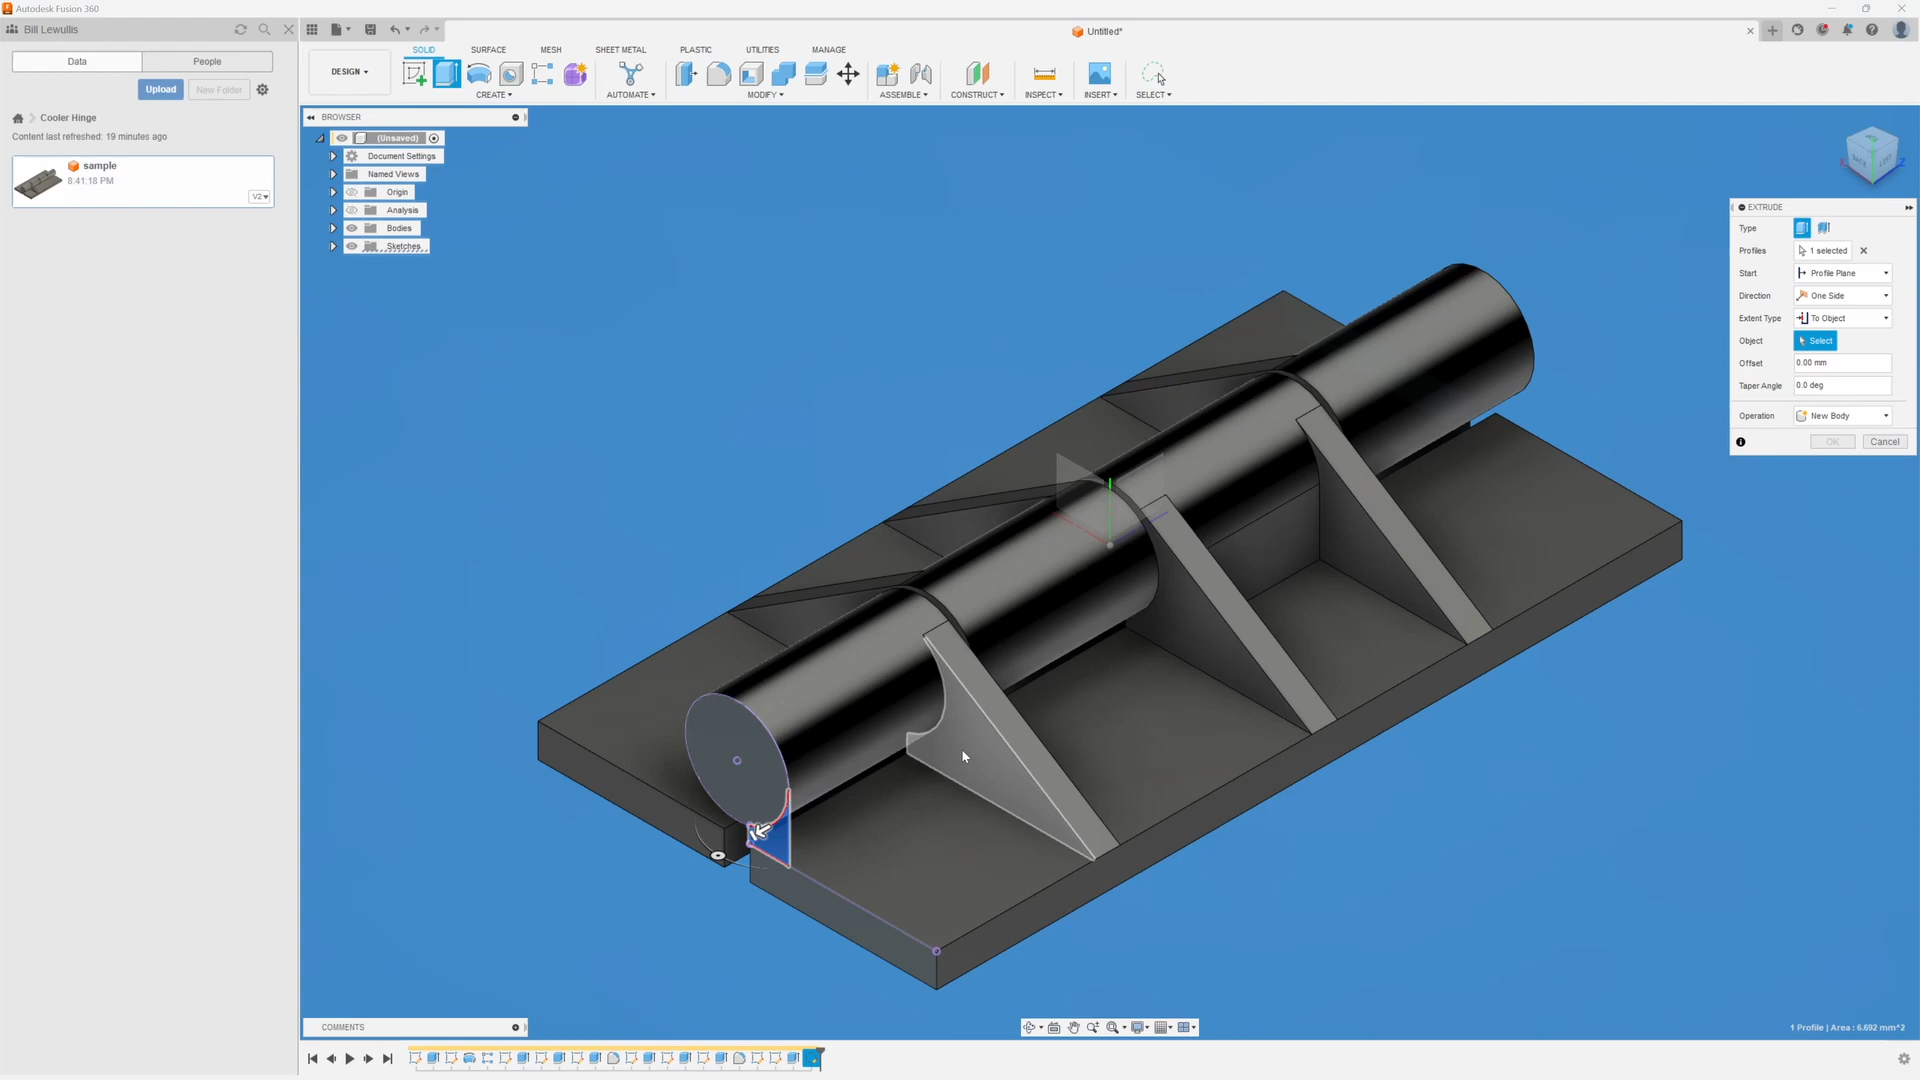 Autodesk Fusion 360
Bill Lewullis
Untitled*
Data
People
Upload
New Folder
Cooler Hinge
Content last refreshed: 19 minutes ago
sample
8:41:18 PM
V2
DESIGN
SOLID
SURFACE
MESH
SHEET METAL
PLASTIC
UTILITIES
MANAGE
CREATE
AUTOMATE
MODIFY
ASSEMBLE
CONSTRUCT
INSPECT
INSERT
SELECT
BROWSER
(Unsaved)
Document Settings
Named Views
Origin
Analysis
Bodies
Sketches
BACK
LEFT
X
Z
EXTRUDE
Type
Profiles
1 selected
Start
Profile Plane
Direction
One Side
Extent Type
To Object
Object
Select
Offset
0.00 mm
Taper Angle
0.0 deg
Operation
New Body
OK
Cancel
COMMENTS
1 Profile | Area : 6.692 mm^2